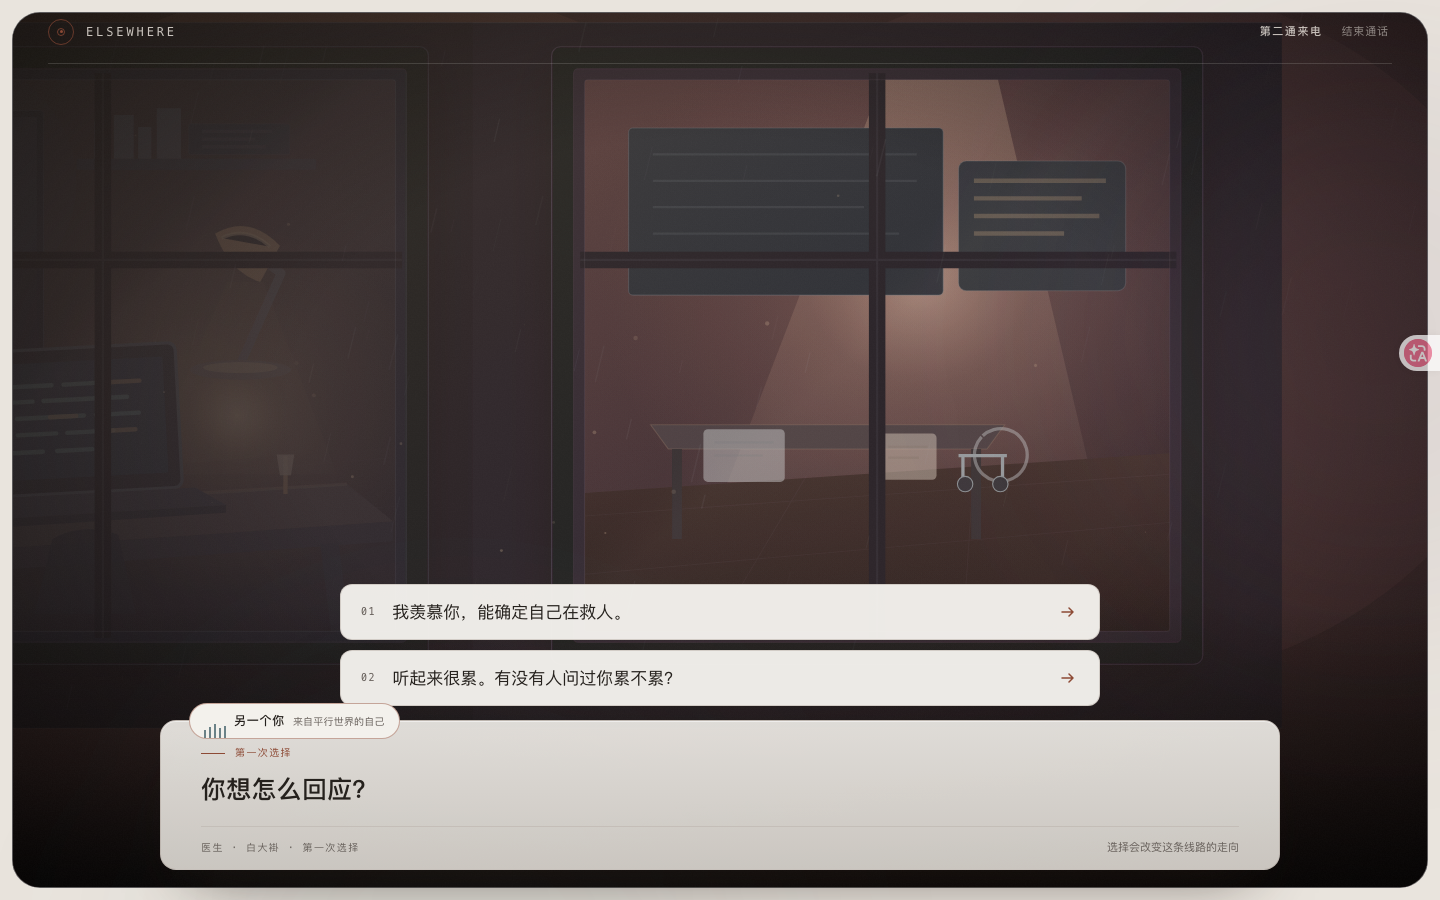 ELSEWHERE
第二通来电
结束通话
01 我羡慕你，能确定自己在救人。 →
02 听起来很累。有没有人问过你累不累？ →
另一个你 来自平行世界的自己
第一次选择
你想怎么回应？
医生 · 白大褂 · 第一次选择
选择会改变这条线路的走向